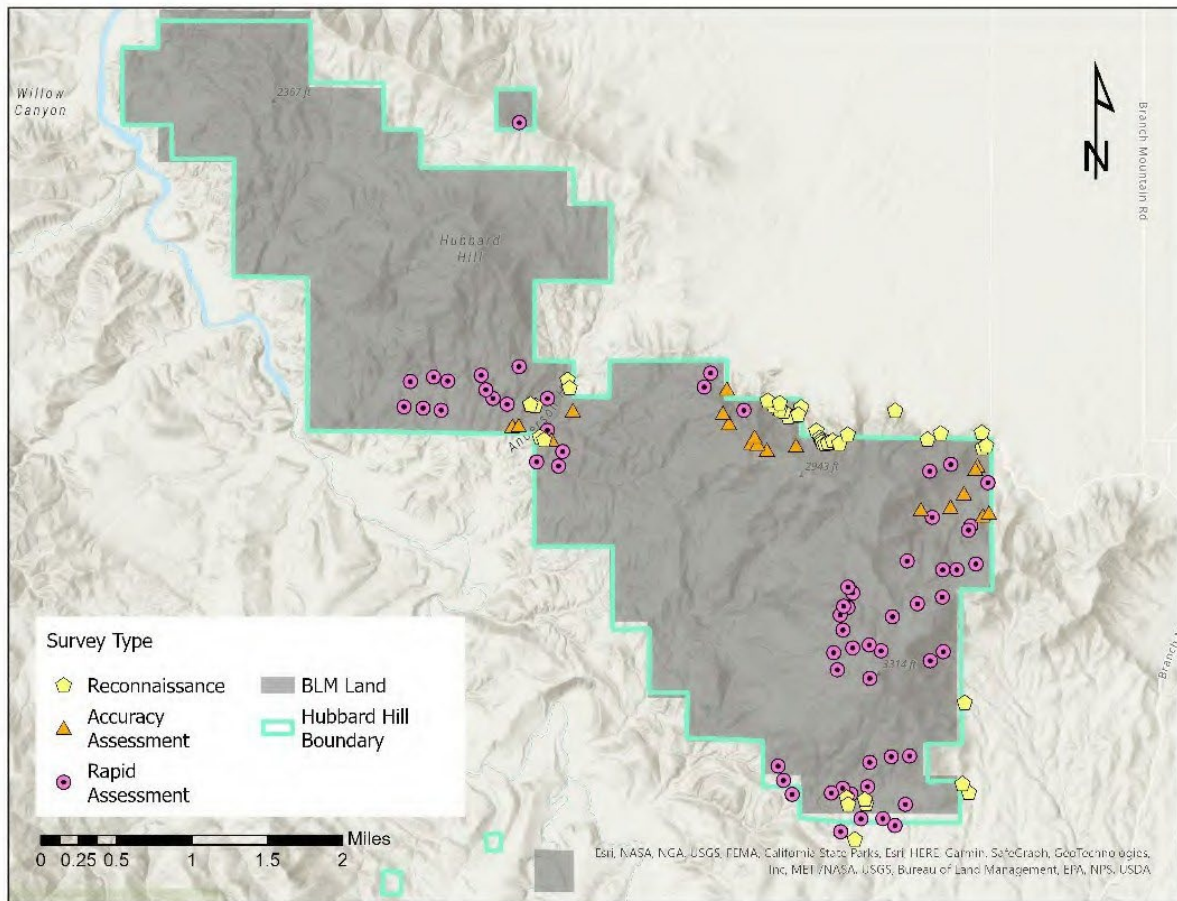 Willow
Canyon
2367 ft
Branch Mountain Rd
N
Hubbard
Hill
2943 ft
3314 ft
Survey Type
Reconnaissance
Accuracy
Assessment
Rapid
Assessment
BLM Land
Hubbard Hill
Boundary
Miles
0 0.25 0.5 1 1.5 2
Esri, NASA, NGA, USGS, FEMA, California State Parks, Esri, HERE, Garmin, SafeGraph, GeoTechnologies,
Inc, METI/NASA, USGS, Bureau of Land Management, EPA, NPS, USDA